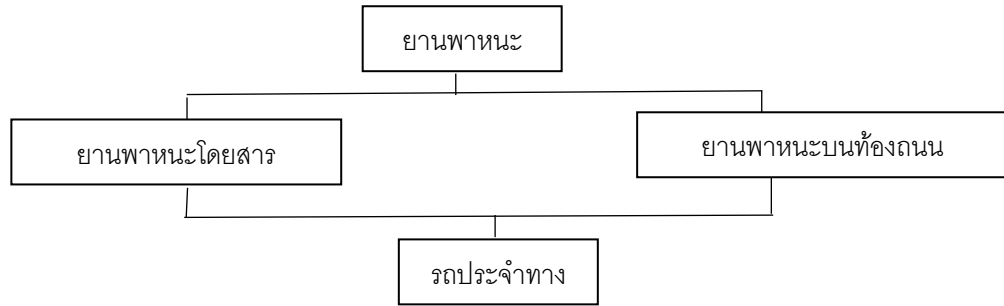 ยานพาหนะ
ยานพาหนะโดยสาร
ยานพาหนะบนท้องถนน
รถประจำทาง